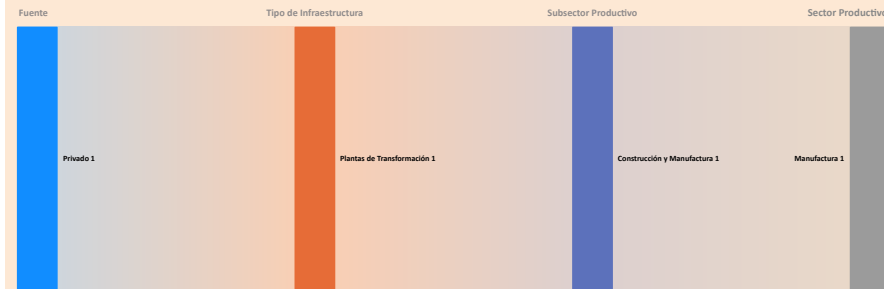 Fuente
Tipo de Infraestructura
Subsector Productivo
Sector Productivo
Privado 1
Plantas de Transformación 1
Construcción y Manufactura 1
Manufactura 1